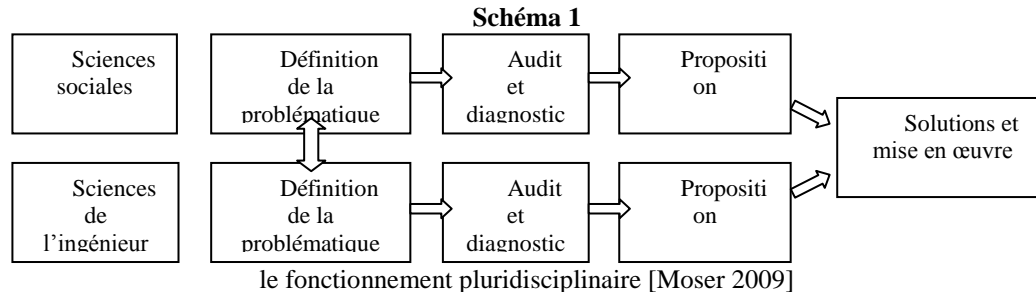 Schéma 1
Sciences
sociales
Définition
de la
problématique
Audit
et
diagnostic
Propositi
on
Solutions et
mise en œuvre
Sciences
de
l'ingénieur
Définition
de la
problématique
Audit
et
diagnostic
Propositi
on
le fonctionnement pluridisciplinaire [Moser 2009]